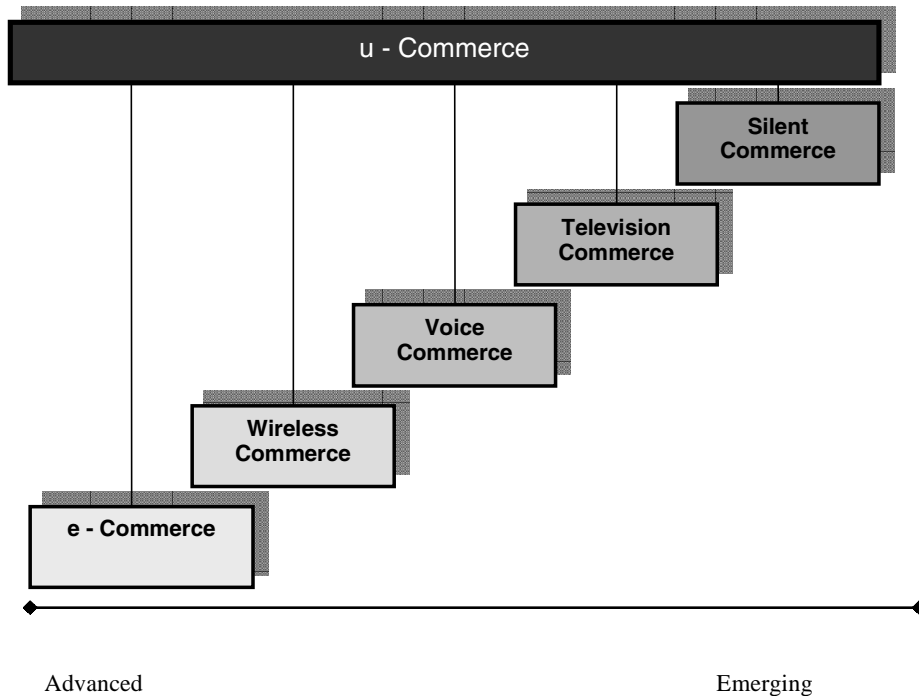 u - Commerce
Silent
Commerce
Television
Commerce
Voice
Commerce
Wireless
Commerce
e - Commerce
Advanced Emerging